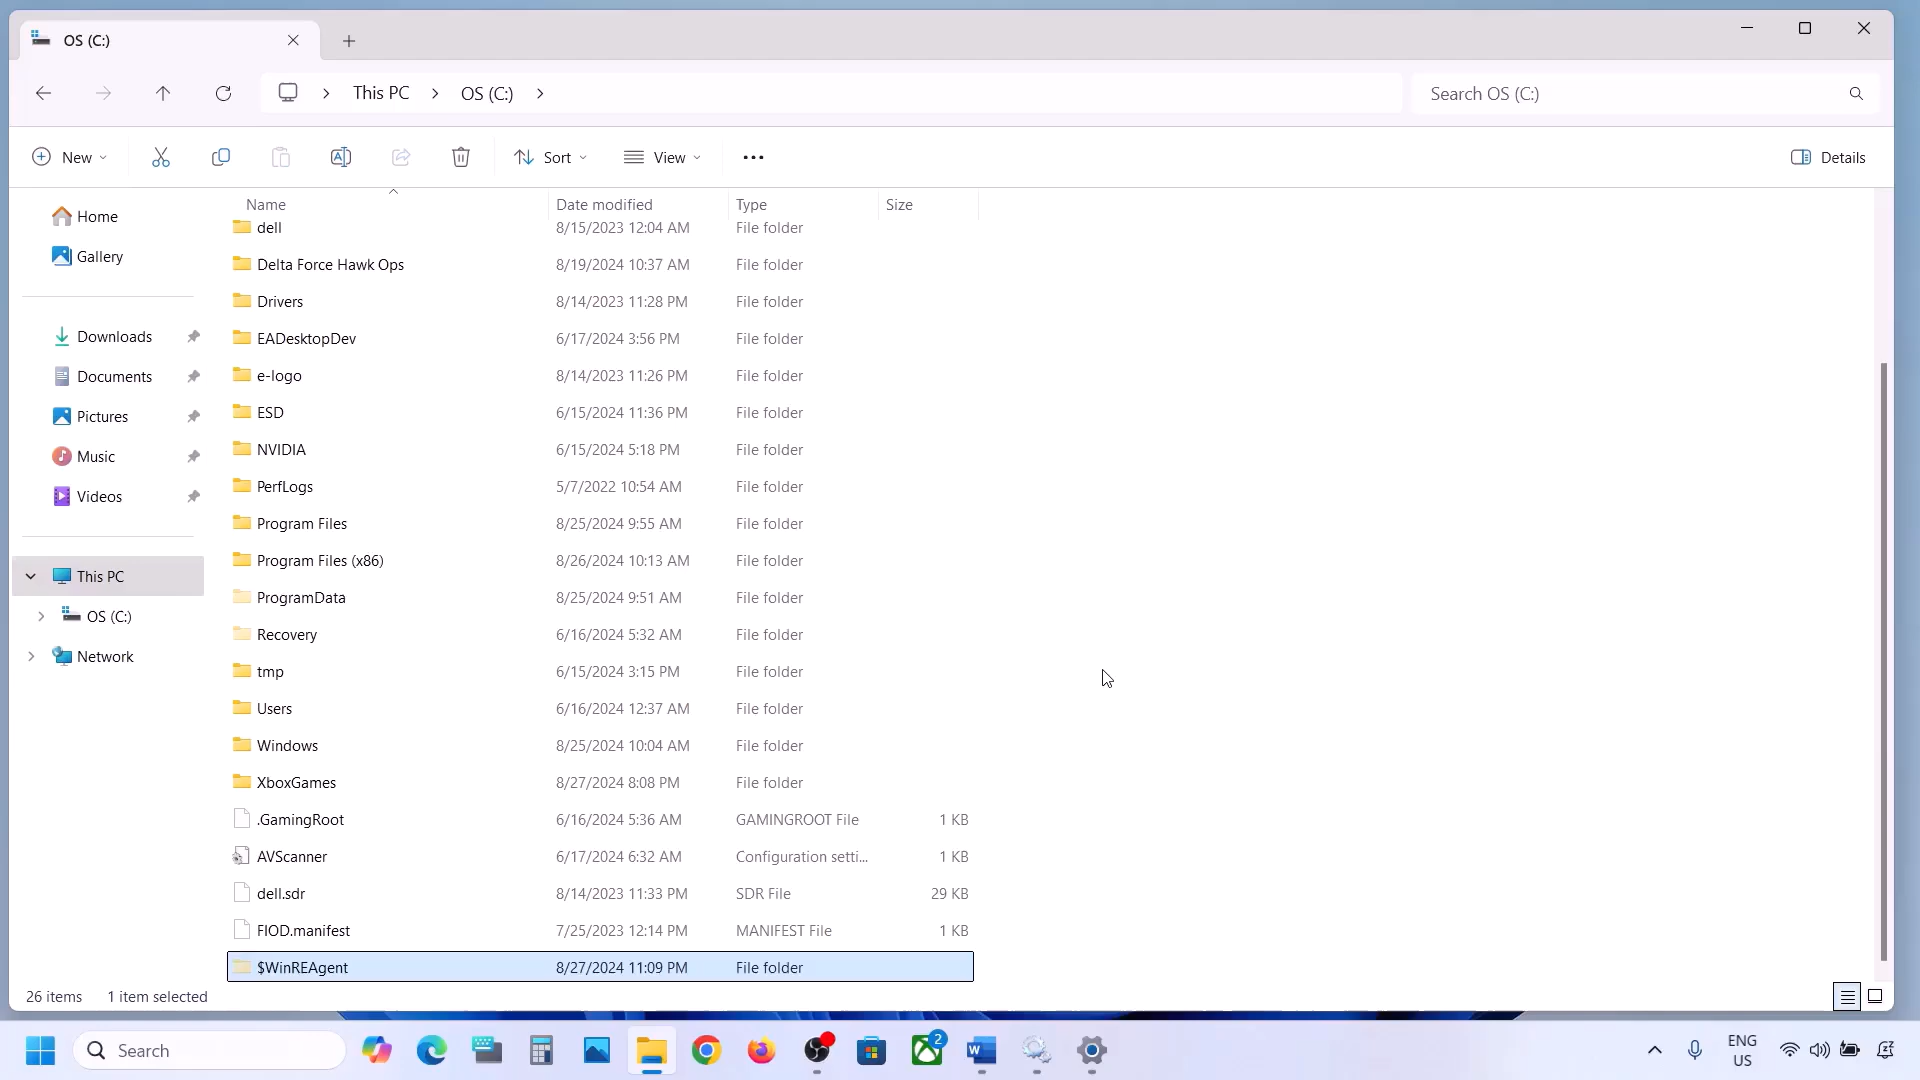 OS (C:)
This PC
OS (C:)
Search OS (C:)
New
Sort
View
Details
Name Date modified Type Size
Home
Gallery
Downloads
Documents
Pictures
Music
Videos
This PC
OS (C:)
Network
dell 8/15/2023 12:04 AM File folder
Delta Force Hawk Ops 8/19/2024 10:37 AM File folder
Drivers 8/14/2023 11:28 PM File folder
EADesktopDev 6/17/2024 3:56 PM File folder
e-logo 8/14/2023 11:26 PM File folder
ESD 6/15/2024 11:36 PM File folder
NVIDIA 6/15/2024 5:18 PM File folder
PerfLogs 5/7/2022 10:54 AM File folder
Program Files 8/25/2024 9:55 AM File folder
Program Files (x86) 8/26/2024 10:13 AM File folder
ProgramData 8/25/2024 9:51 AM File folder
Recovery 6/16/2024 5:32 AM File folder
tmp 6/15/2024 3:15 PM File folder
Users 6/16/2024 12:37 AM File folder
Windows 8/25/2024 10:04 AM File folder
XboxGames 8/27/2024 8:08 PM File folder
.GamingRoot 6/16/2024 5:36 AM GAMINGROOT File 1 KB
AVScanner 6/17/2024 6:32 AM Configuration setti... 1 KB
dell.sdr 8/14/2023 11:33 PM SDR File 29 KB
FIOD.manifest 7/25/2023 12:14 PM MANIFEST File 1 KB
$WinREAgent 8/27/2024 11:09 PM File folder
26 items 1 item selected
Search
2
ENG
US